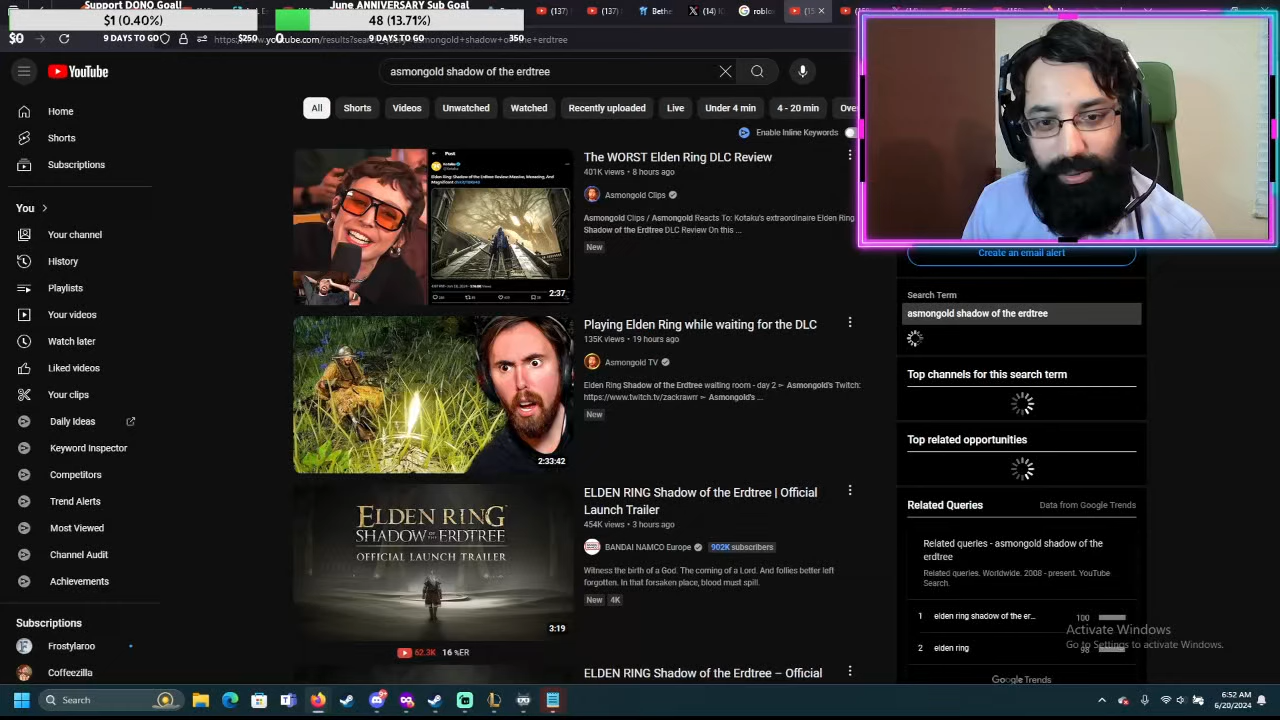 Support DONO Goal!
$1 (0.40%)
$0
9 DAYS TO GO
$250
June ANNIVERSARY Sub Goal
48 (13.71%)
0
9 DAYS TO GO
350
(137)
(137)
Bethe
(14)
roblox
(13
YouTube
asmongold shadow of the erdtree
All
Shorts
Videos
Unwatched
Watched
Recently uploaded
Live
Under 4 min
4 - 20 min
Enable Inline Keywords
Home
Shorts
Subscriptions
You
Your channel
History
Playlists
Your videos
Watch later
Liked videos
Your clips
Daily Ideas
Keyword Inspector
Competitors
Trend Alerts
Most Viewed
Channel Audit
Achievements
Subscriptions
Frostylaroo
Coffeezilla
Post
Kotaku
2:37
The WORST Elden Ring DLC Review
401K views • 8 hours ago
Asmongold Clips
Asmongold Clips / Asmongold Reacts To: Kotaku's extraordinaire Elden Ring
Shadow of the Erdtree DLC Review On this ...
New
2:33:42
Playing Elden Ring while waiting for the DLC
135K views • 19 hours ago
Asmongold TV
Elden Ring Shadow of the Erdtree waiting room - day 2 ► Asmongold's Twitch:
https://www.twitch.tv/zackrawrr ► Asmongold's ...
New
ELDEN RING
SHADOW OF THE ERDTREE
OFFICIAL LAUNCH TRAILER
3:19
62.3K 16 %ER
ELDEN RING Shadow of the Erdtree | Official
Launch Trailer
454K views • 3 hours ago
BANDAI NAMCO Europe 902K subscribers
Witness the birth of a God. The coming of a Lord. And follies better left
forgotten. In that forsaken place, blood must spill.
New 4K
ELDEN RING Shadow of the Erdtree – Official
Create an email alert
Search Term
asmongold shadow of the erdtree
Top channels for this search term
Top related opportunities
Related Queries
Data from Google Trends
Related queries - asmongold shadow of the
erdtree
Related queries. Worldwide. 2008 - present. YouTube
Search.
1 elden ring shadow of the er... 100
2 elden ring 98
Google Trends
Activate Windows
Go to Settings to activate Windows.
Search
6:52 AM
6/20/2024